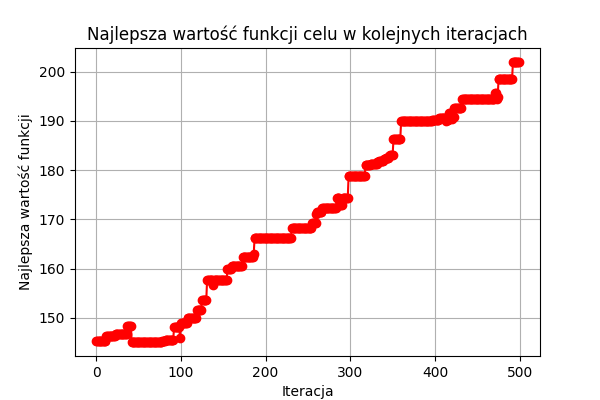 Najlepsza wartość funkcji celu w kolejnych iteracjach
Najlepsza wartość funkcji
200
190
180
170
160
150
0 100 200 300 400 500
Iteracja